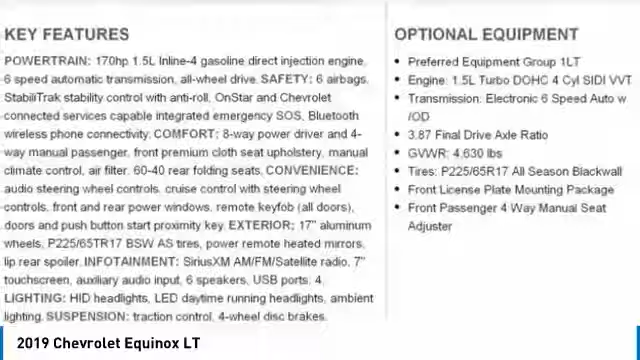 KEY FEATURES
POWERTRAIN: 170hp 1.5L Inline-4 gasoline direct injection engine,
6 speed automatic transmission, all-wheel drive. SAFETY: 6 airbags,
StabiliTrak stability control with anti-roll, OnStar and Chevrolet
connected services capable integrated emergency SOS, Bluetooth
wireless phone connectivity. COMFORT: 8-way power driver and 4-
way manual passenger, front premium cloth seat upholstery, manual
climate control, air filter, 60-40 rear folding seats. CONVENIENCE:
audio steering wheel controls, cruise control with steering wheel
controls, front and rear power windows, remote keyfob (all doors),
doors and push button start proximity key. EXTERIOR: 17" aluminum
wheels, P225/65TR17 BSW AS tires, power remote heated mirrors,
lip rear spoiler. INFOTAINMENT: SiriusXM AM/FM/Satellite radio, 7"
touchscreen, auxiliary audio input, 6 speakers, USB ports: 4.
LIGHTING: HID headlights, LED daytime running headlights, ambient
lighting. SUSPENSION: traction control, 4-wheel disc brakes.
OPTIONAL EQUIPMENT
• Preferred Equipment Group 1LT
• Engine: 1.5L Turbo DOHC 4 Cyl SIDI VVT
• Transmission: Electronic 6 Speed Auto w
/OD
• 3.87 Final Drive Axle Ratio
• GVWR: 4,630 lbs
• Tires: P225/65R17 All Season Blackwall
• Front License Plate Mounting Package
• Front Passenger 4 Way Manual Seat
Adjuster
2019 Chevrolet Equinox LT